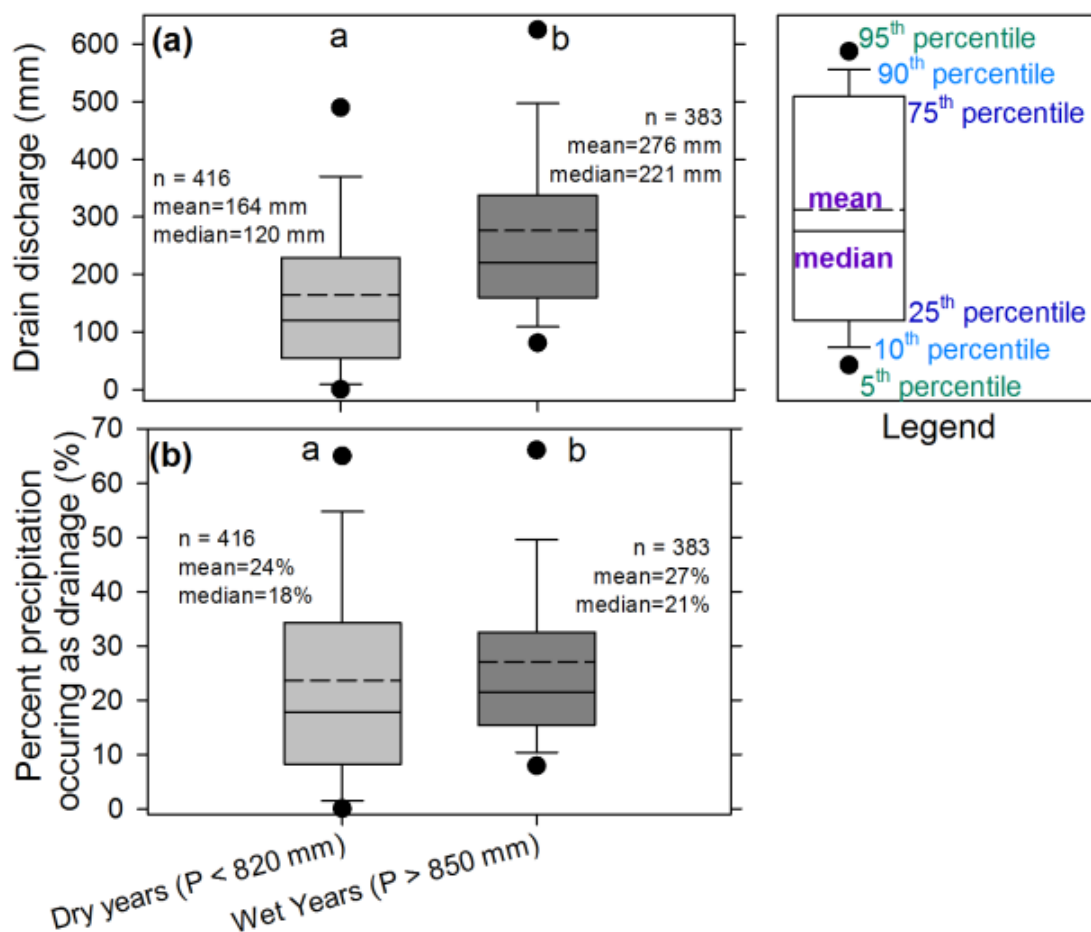 (a)
a
b
Drain discharge (mm)
600
500
400
300
200
100
0
n = 416
mean=164 mm
median=120 mm
n = 383
mean=276 mm
median=221 mm
95th percentile
90th percentile
75th percentile
mean
median
25th percentile
10th percentile
5th percentile
Legend
(b)
a
b
Percent precipitation
occuring as drainage (%)
70
60
50
40
30
20
10
0
n = 416
mean=24%
median=18%
n = 383
mean=27%
median=21%
Dry years (P < 820 mm)
Wet Years (P > 850 mm)